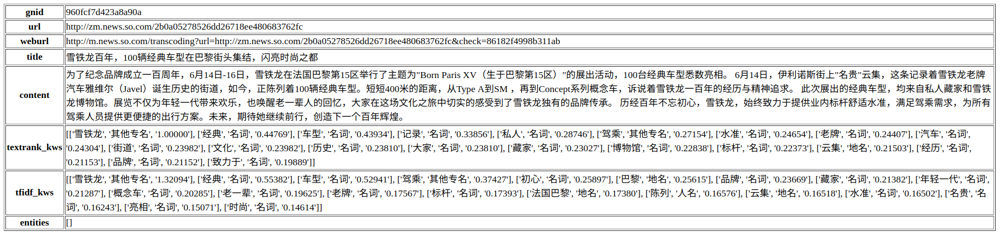 gnid 960fcf7d423a8a90a
url http://zm.news.so.com/2b0a05278526dd26718ee480683762fc
weburl http://m.news.so.com/transcoding?url=http://zm.news.so.com/2b0a05278526dd26718ee480683762fc&check=86182f4998b311ab
title 雪铁龙百年，100辆经典车型在巴黎街头集结，闪亮时尚之都
为了纪念品牌成立一百周年，6月14日-16日，雪铁龙在法国巴黎第15区举行了主题为"Born Paris XV（生于巴黎第15区）"的展出活动，100台经典车型悉数亮相。 6月14日，伊利诺斯街上"名贵"云集，这条记录着雪铁龙老牌
汽车雅维尔（Javel）诞生历史的街道，如今，正陈列着100辆经典车型。短短400米的距离，从Type A到SM ，再到Concept系列概念车，诉说着雪铁龙一百年的经历与精神追求。 此次展出的经典车型，均来自私人藏家和雪铁
content 龙博物馆。展览不仅为年轻一代带来欢乐，也唤醒老一辈人的回忆，大家在这场文化之旅中切实的感受到了雪铁龙独有的品牌传承。 历经百年不忘初心，雪铁龙，始终致力于提供业内标杆舒适水准，满足驾乘需求，为所有
驾乘人员提供更便捷的出行方案。未来，期待她继续前行，创造下一个百年辉煌。
[['雪铁龙', '其他专名', '1.00000'], ['经典', '名词', '0.44769'], ['车型', '名词', '0.43934'], ['记录', '名词', '0.33856'], ['私人', '名词', '0.28746'], ['驾乘', '其他专名', '0.27154'], ['水准', '名词', '0.24654'], ['老牌', '名词', '0.24407'], ['汽车', '名词',
textrank_kws '0.24304'], ['街道', '名词', '0.23982'], ['文化', '名词', '0.23982'], ['历史', '名词', '0.23810'], ['大家', '名词', '0.23810'], ['藏家', '名词', '0.23027'], ['博物馆', '名词', '0.22838'], ['标杆', '名词', '0.22373'], ['云集', '地名', '0.21503'], ['经历', '名词',
'0.21153'], ['品牌', '名词', '0.21152'], ['致力于', '名词', '0.19889']]
[['雪铁龙', '其他专名', '1.32094'], ['经典', '名词', '0.55382'], ['车型', '名词', '0.52941'], ['驾乘', '其他专名', '0.37427'], ['初心', '名词', '0.25897'], ['巴黎', '地名', '0.25615'], ['品牌', '名词', '0.23669'], ['藏家', '名词', '0.21382'], ['年轻一代', '名词',
tfidf_kws '0.21287'], ['概念车', '名词', '0.20285'], ['老一辈', '名词', '0.19625'], ['老牌', '名词', '0.17567'], ['标杆', '名词', '0.17393'], ['法国巴黎', '地名', '0.17380'], ['陈列', '人名', '0.16576'], ['云集', '地名', '0.16518'], ['水准', '名词', '0.16502'], ['名贵', '名
词', '0.16243'], ['亮相', '名词', '0.15071'], ['时尚', '名词', '0.14614']]
entities []